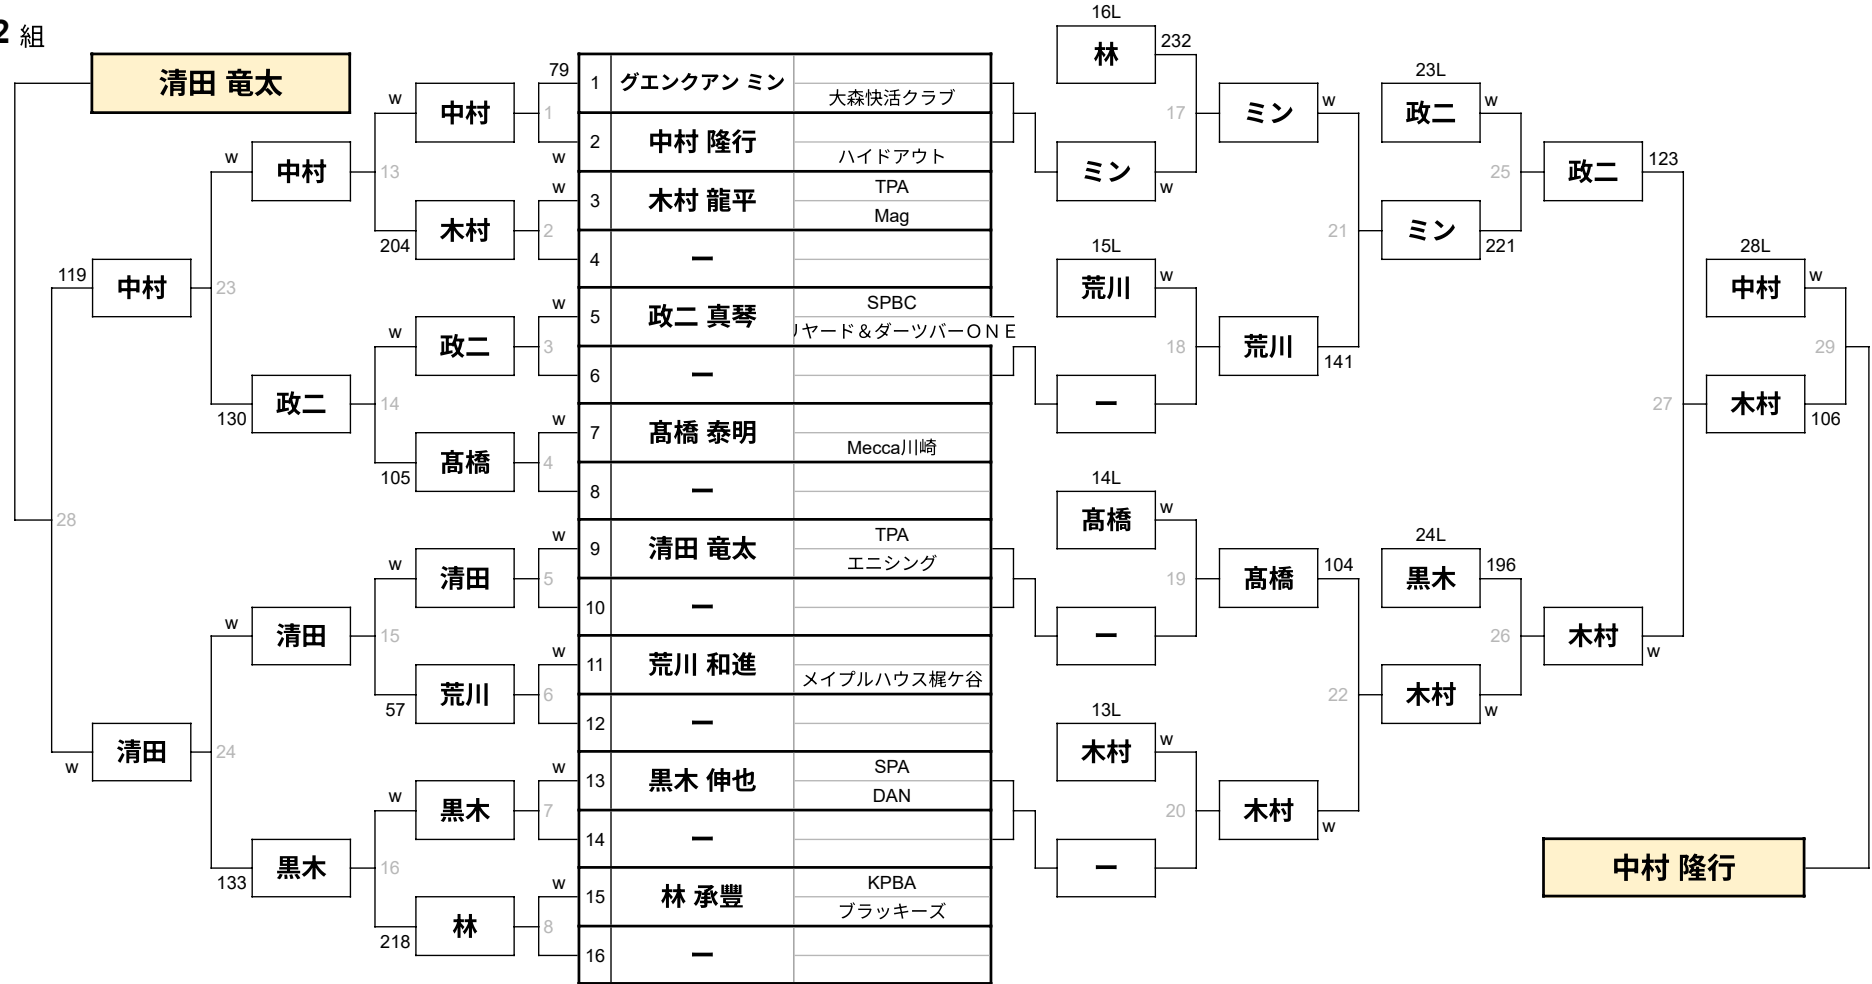 2 組
清田 竜太
119
中村
w
清田
28
w
中村
130
政二
23
w
清田
133
黒木
24
w
中村
204
木村
13
w
政二
105
髙橋
14
w
清田
57
荒川
15
w
黒木
218
林
16
79
1
w
w
2
w
3
w
4
w
5
w
6
w
7
w
8
1 グエンクアン ミン 大森快活クラブ
2 中村 隆行 ハイドアウト
3 木村 龍平 TPA
Mag
4 ー
5 政二 真琴 SPBC
リヤード＆ダーツバーＯＮＥ
6 ー
7 髙橋 泰明 Mecca川崎
8 ー
9 清田 竜太 TPA
エニシング
10 ー
11 荒川 和進 メイプルハウス梶ケ谷
12 ー
13 黒木 伸也 SPA
DAN
14 ー
15 林 承豊 KPBA
ブラッキーズ
16 ー
16L
林 232
17
ミン w
15L
荒川 w
18
ー
14L
髙橋 w
19
ー
13L
木村 w
20
ー
ミン w
21
荒川 141
髙橋 104
22
木村 w
23L
政二 w
25
ミン 221
24L
黒木 196
26
木村 w
政二 123
27
木村 w
28L
中村 w
29
木村 106
中村 隆行